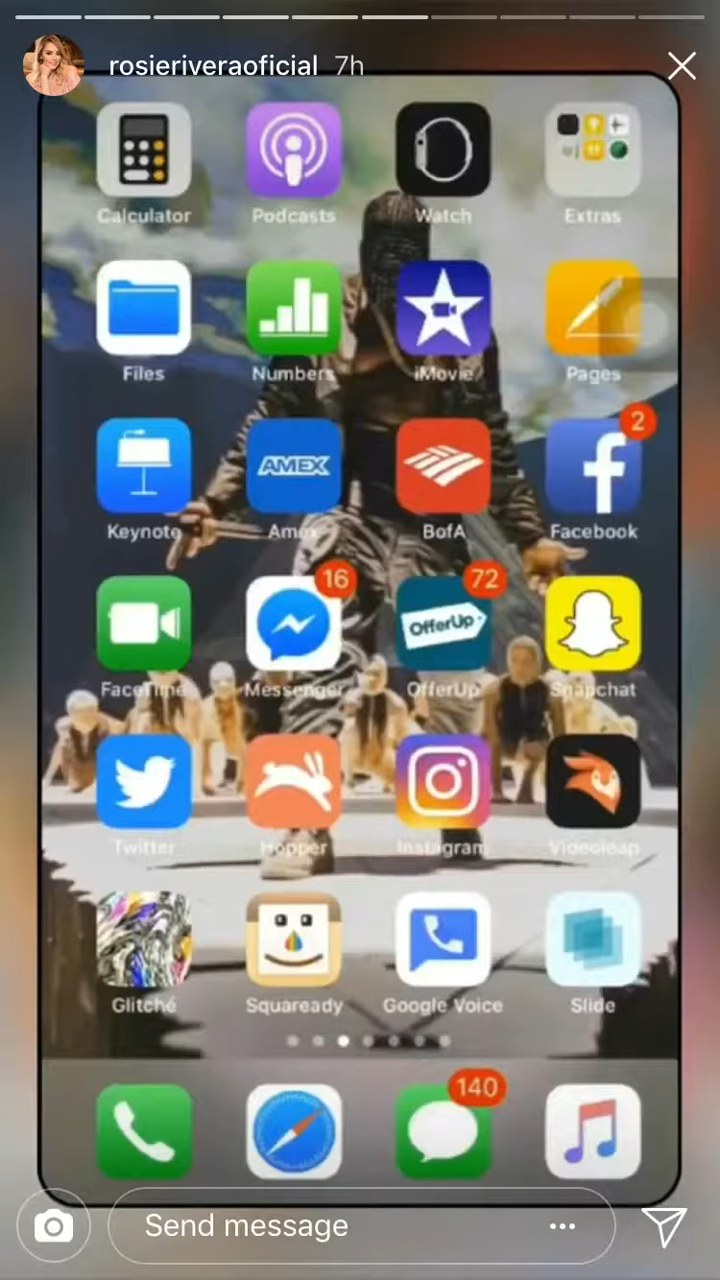 rosieriveraoficial 7h
Calculator Podcasts Watch Extras
Files Numbers iMovie Pages
2
AMEX
Keynote Amex BofA Facebook
16 72
OfferUp
FaceTime Messenger OfferUp Snapchat
Twitter Hopper Instagram Videoleap
Glitché Squaready Google Voice Slide
140
Send message